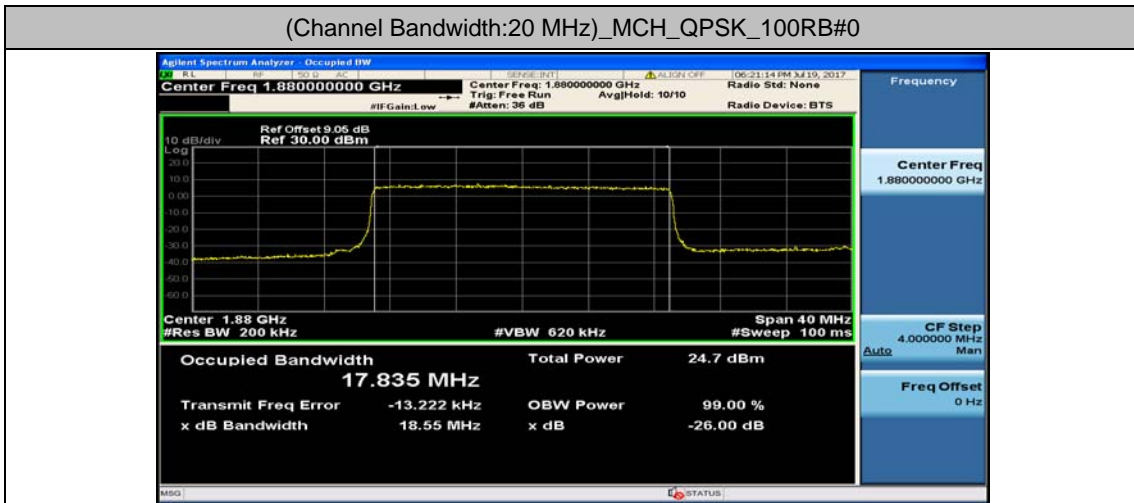 (Channel Bandwidth:20 MHz)_MCH_QPSK_100RB#0
Agilent Spectrum Analyzer - Occupied BW
RL RF 50 Ω AC SENSE:INT ALIGN OFF 06:21:14 PM Jul 19, 2017
Center Freq 1.880000000 GHz
Center Freq: 1.880000000 GHz
Radio Std: None
Trig: Free Run Avg|Hold: 10/10
#IFGain:Low
#Atten: 36 dB
Radio Device: BTS
Ref Offset 9.05 dB
10 dB/div Ref 30.00 dBm
Log
20.0
10.0
0.00
-10.0
-20.0
-30.0
-40.0
-50.0
-60.0
Center 1.88 GHz Span 40 MHz
#Res BW 200 kHz #VBW 620 kHz #Sweep 100 ms
Occupied Bandwidth Total Power 24.7 dBm
17.835 MHz
Transmit Freq Error -13.222 kHz OBW Power 99.00 %
x dB Bandwidth 18.55 MHz x dB -26.00 dB
MSG STATUS
Frequency
Center Freq
1.880000000 GHz
CF Step
4.000000 MHz
Auto Man
Freq Offset
0 Hz